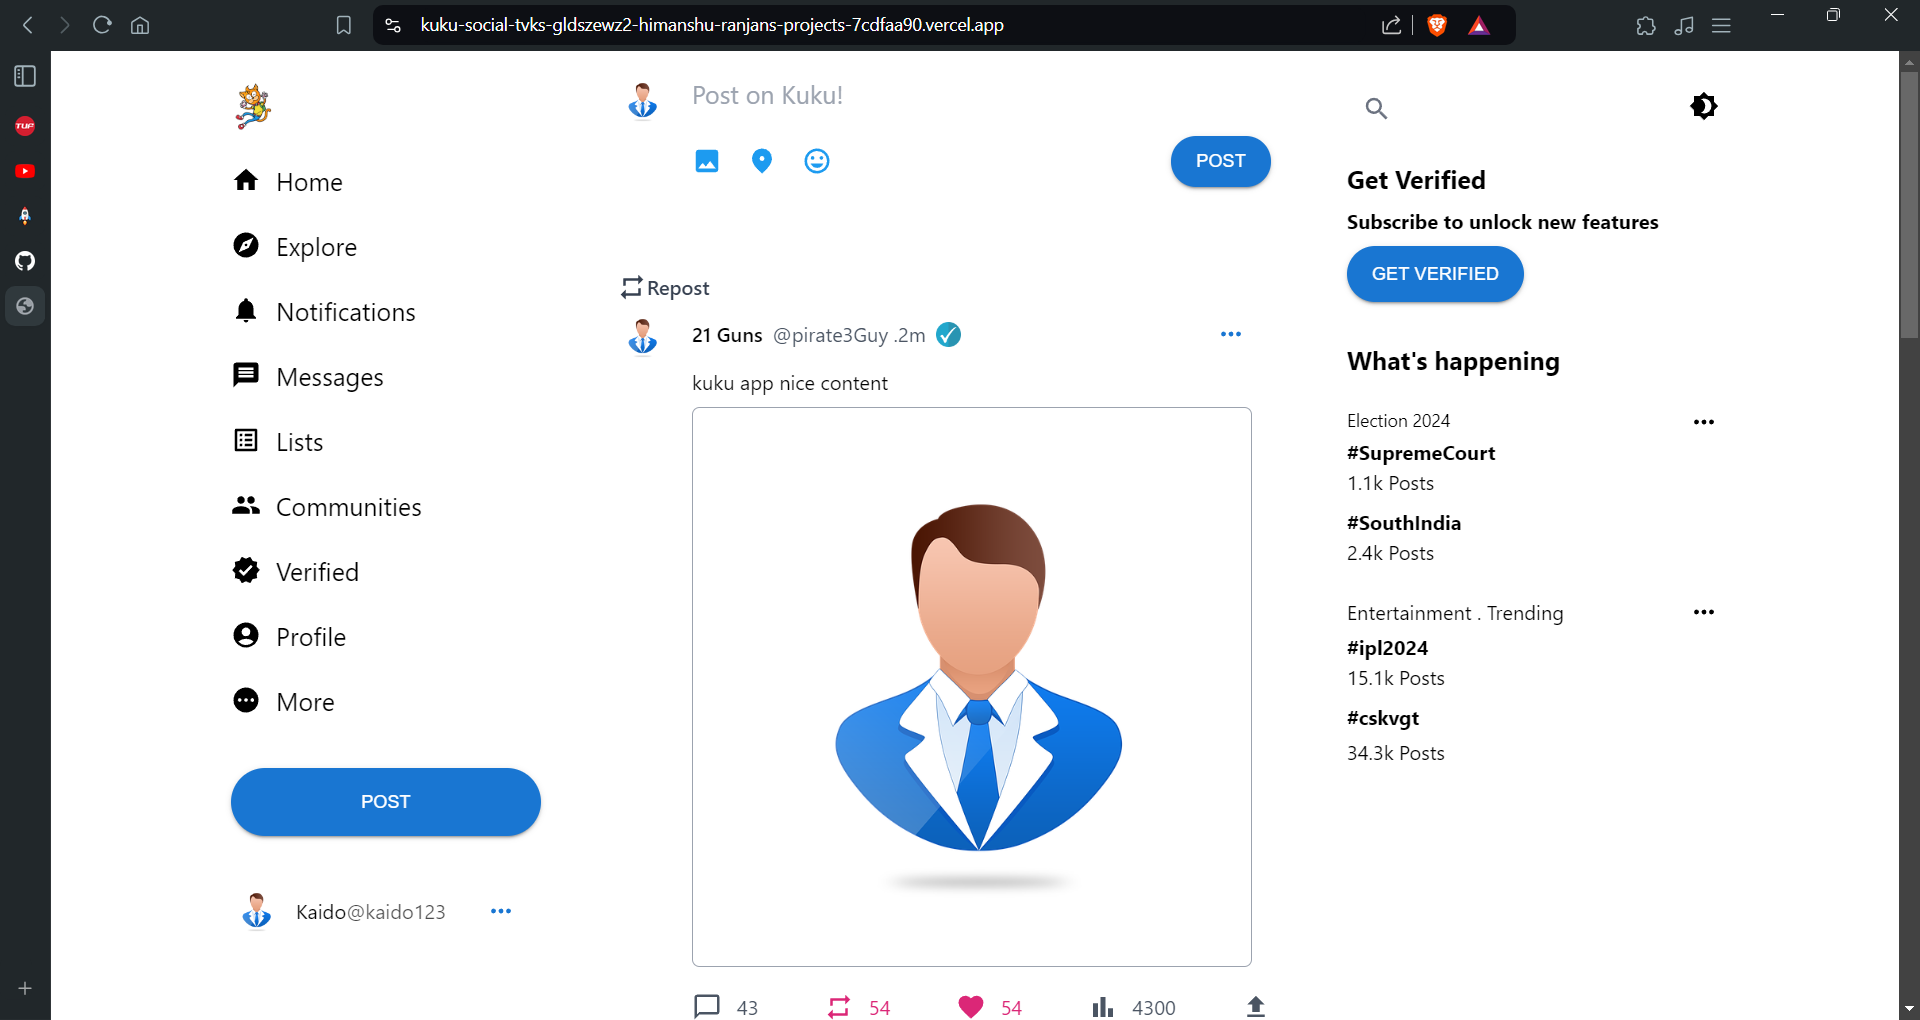 kuku-social-tvks-gldszewz2-himanshu-ranjans-projects-7cdfaa90.vercel.app
TUF
Home
Explore
Notifications
Messages
Lists
Communities
Verified
Profile
More
POST
Kaido@kaido123
Post on Kuku!
POST
Repost
21 Guns @pirate3Guy .2m
kuku app nice content
43 54 54 4300
Get Verified
Subscribe to unlock new features
GET VERIFIED
What's happening
Election 2024
#SupremeCourt
1.1k Posts
#SouthIndia
2.4k Posts
Entertainment . Trending
#ipl2024
15.1k Posts
#cskvgt
34.3k Posts